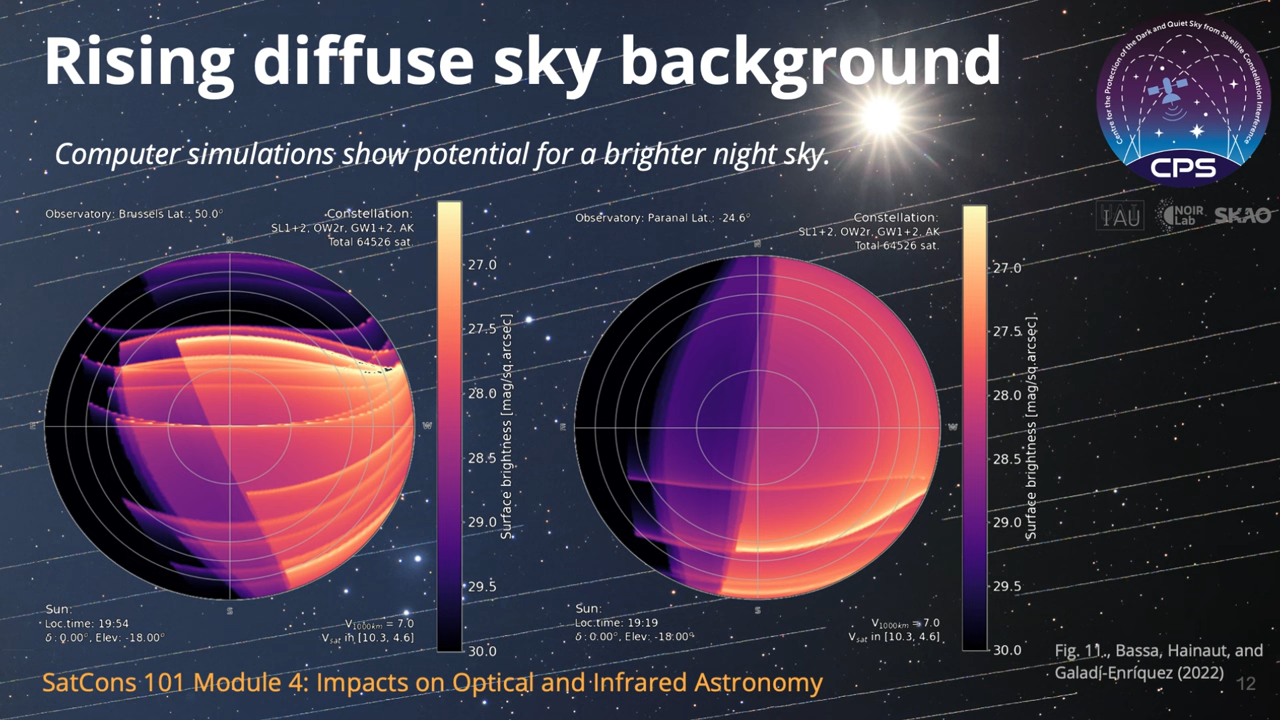 Rising diffuse sky background
Computer simulations show potential for a brighter night sky.
Centre for the Protection of the Dark and Quiet Sky from Satellite Constellation Interference
CPS
IAU
NOIR
Lab
SKAO
Observatory: Brussels Lat.: 50.0°
Constellation:
SL1+2, OW2r, GW1+2, AK
Total 64526 sat.
27.0
27.5
28.0
28.5
29.0
29.5
30.0
Surface brightness [mag/sq.arcsec]
Sun:
Loc.time: 19:54
δ: 0.00°, Elev: -18.00°
V1000km = 7.0
Vsat in [10.3, 4.6]
Observatory: Paranal Lat.: -24.6°
Constellation:
SL1+2, OW2r, GW1+2, AK
Total 64526 sat.
27.0
27.5
28.0
28.5
29.0
29.5
30.0
Surface brightness [mag/sq.arcsec]
Sun:
Loc.time: 19:19
δ: 0.00°, Elev: -18.00°
V1000km = 7.0
Vsat in [10.3, 4.6]
Fig. 11., Bassa, Hainaut, and
Galadí-Enríquez (2022)
SatCons 101 Module 4: Impacts on Optical and Infrared Astronomy
12